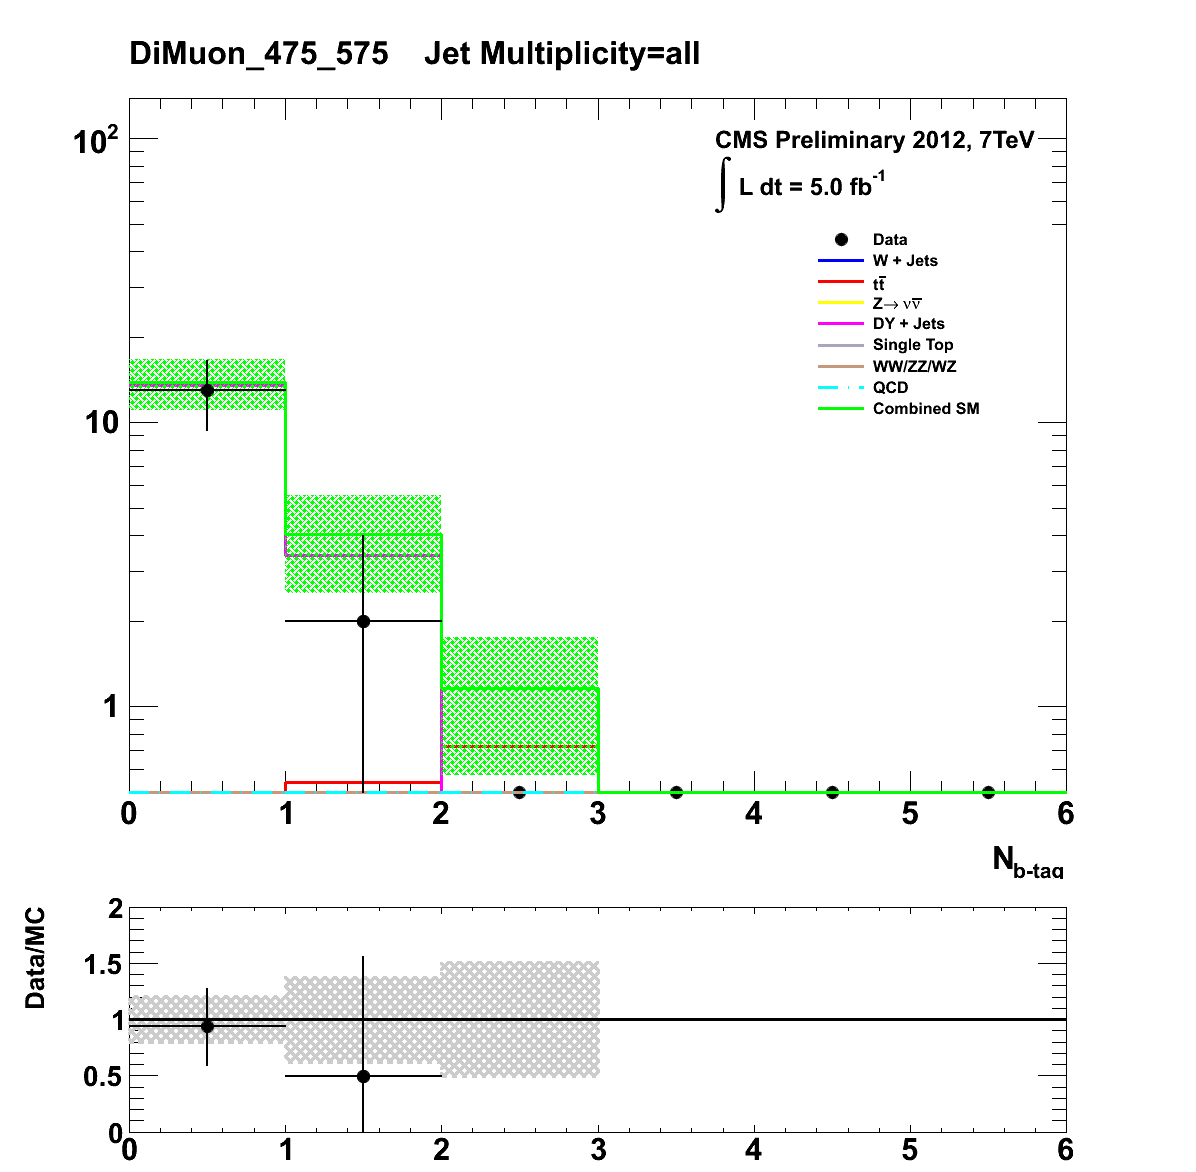 DiMuon_475_575 Jet Multiplicity=all
CMS Preliminary 2012, 7TeV
∫ L dt = 5.0 fb⁻¹
Data
W + Jets
tt̅
Z→ νν̅
DY + Jets
Single Top
WW/ZZ/WZ
QCD
Combined SM
10²
10
1
0 1 2 3 4 5 6
N_b-tag
Data/MC
2
1.5
1
0.5
0
0 1 2 3 4 5 6